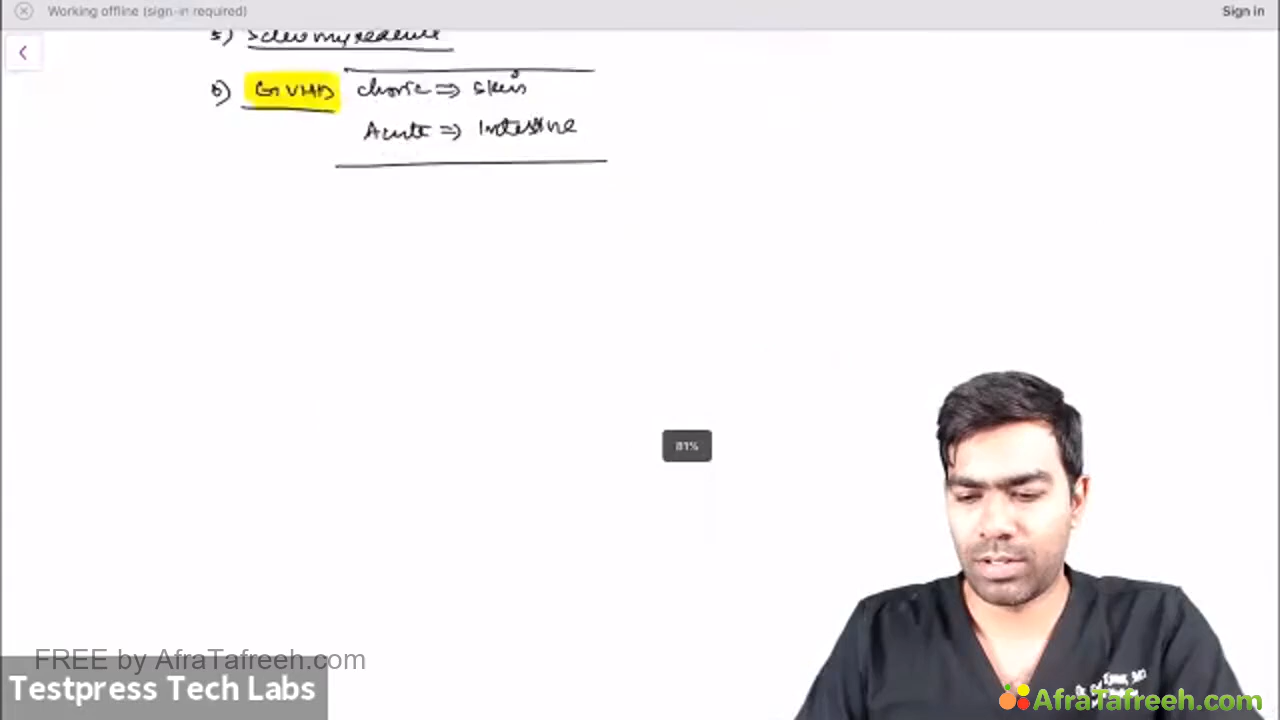 Working offline (sign-in required)
Sign in
5) Scleromyxedema
6) GVHD chronic ⇒ skin
Acute ⇒ Intestine
81%
FREE by AfraTafreeh.com
Testpress Tech Labs
AfraTafreeh.com